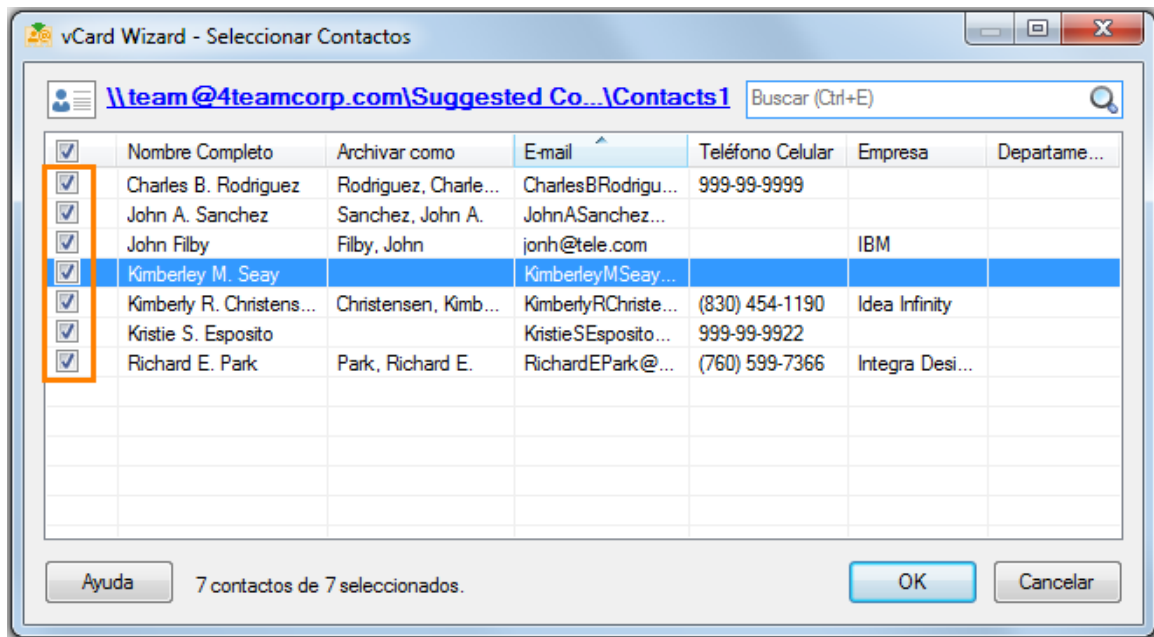 vCard Wizard - Seleccionar Contactos
\\team@4teamcorp.com\Suggested Co...\Contacts1 Buscar (Ctrl+E)
Nombre Completo Archivar como E-mail Teléfono Celular Empresa Departame...
Charles B. Rodriguez Rodriguez, Charle... CharlesBRodrigu... 999-99-9999
John A. Sanchez Sanchez, John A. JohnASanchez...
John Filby Filby, John jonh@tele.com IBM
Kimberley M. Seay KimberleyMSeay...
Kimberly R. Christens... Christensen, Kimb... KimberlyRChriste... (830) 454-1190 Idea Infinity
Kristie S. Esposito KristieSEsposito... 999-99-9922
Richard E. Park Park, Richard E. RichardEPark@... (760) 599-7366 Integra Desi...
Ayuda 7 contactos de 7 seleccionados. OK Cancelar